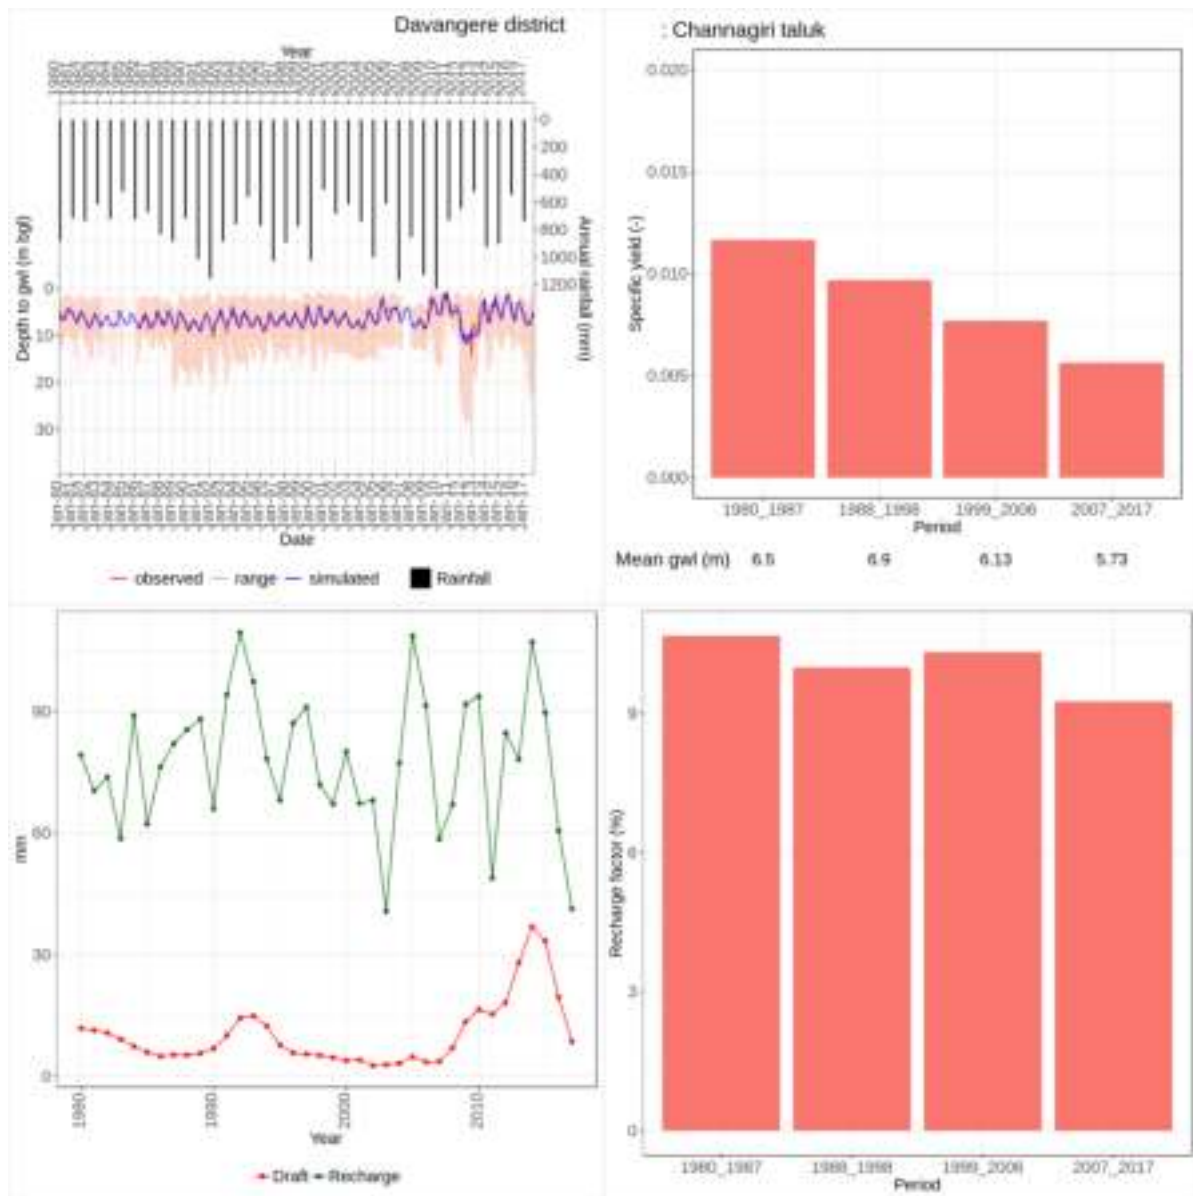 Davangere district
: Channagiri taluk
Year
0
200
400
600
800
1000
1200
Annual rainfall (mm)
Depth to gwl (m bgl)
0
10
20
30
Date
observed range simulated Rainfall
0.020
0.015
0.010
0.005
0.000
Specific yield (-)
1980_1987 1988_1998 1999_2006 2007_2017
Period
Mean gwl (m) 6.5 6.9 6.13 5.73
90
60
30
0
mm
1980 1990 2000 2010
Year
Draft Recharge
9
6
3
0
Recharge factor (%)
1980_1987 1988_1998 1999_2006 2007_2017
Period